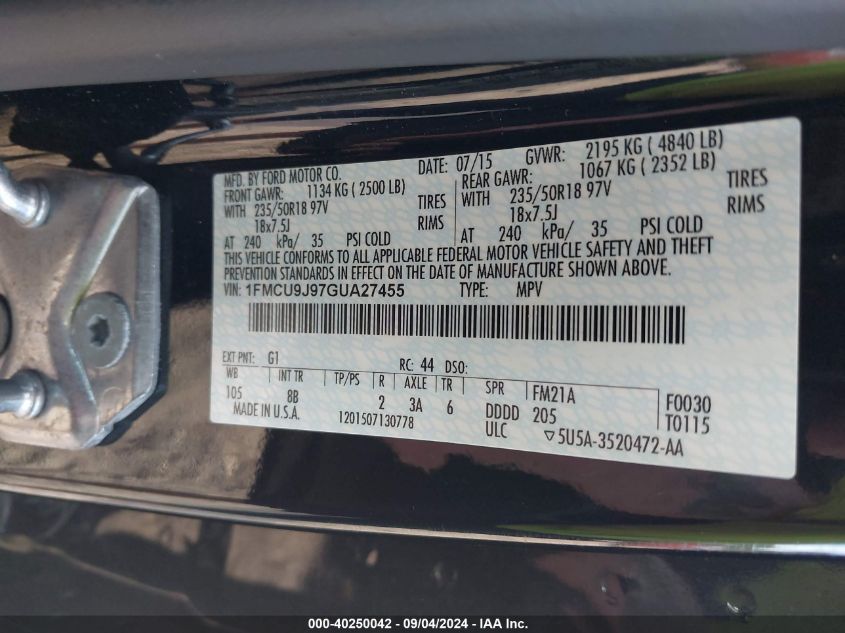 MFD. BY FORD MOTOR CO. DATE: 07/15 GVWR: 2195 KG ( 4840 LB)
FRONT GAWR: 1134 KG ( 2500 LB) REAR GAWR: 1067 KG ( 2352 LB)
WITH 235/50R18 97V TIRES WITH 235/50R18 97V TIRES
18x7.5J RIMS 18x7.5J RIMS
AT 240 kPa/ 35 PSI COLD AT 240 kPa/ 35 PSI COLD
THIS VEHICLE CONFORMS TO ALL APPLICABLE FEDERAL MOTOR VEHICLE SAFETY AND THEFT
PREVENTION STANDARDS IN EFFECT ON THE DATE OF MANUFACTURE SHOWN ABOVE.
VIN: 1FMCU9J97GUA27455 TYPE: MPV
EXT PNT: G1 RC: 44 DSO:
WB INT TR TP/PS R AXLE TR SPR FM21A F0030
105 8B 2 3A 6 DDDD 205 T0115
MADE IN U.S.A. 1201507130778 ULC ▽5U5A-3520472-AA
000-40250042 - 09/04/2024 - IAA Inc.